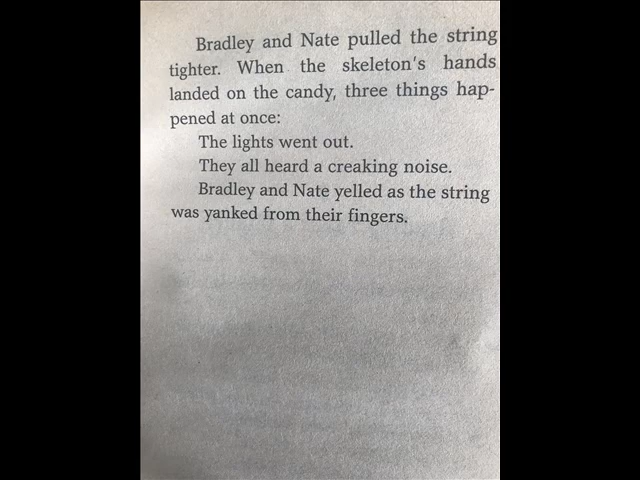 Bradley and Nate pulled the string
tighter. When the skeleton's hands
landed on the candy, three things hap-
pened at once:
The lights went out.
They all heard a creaking noise.
Bradley and Nate yelled as the string
was yanked from their fingers.